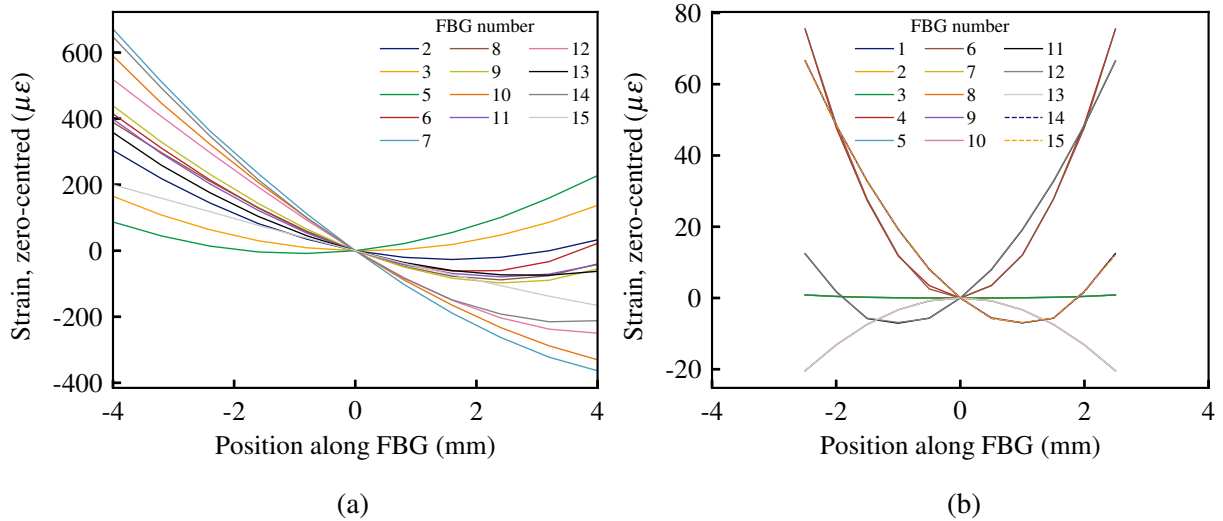 FBG number
2 8 12
3 9 13
5 10 14
6 11 15
7
600
400
200
0
-200
-400
-4 -2 0 2 4
Strain, zero-centred (με)
Position along FBG (mm)
(a)
FBG number
1 6 11
2 7 12
3 8 13
4 9 14
5 10 15
80
60
40
20
0
-20
-4 -2 0 2 4
Strain, zero-centred (με)
Position along FBG (mm)
(b)